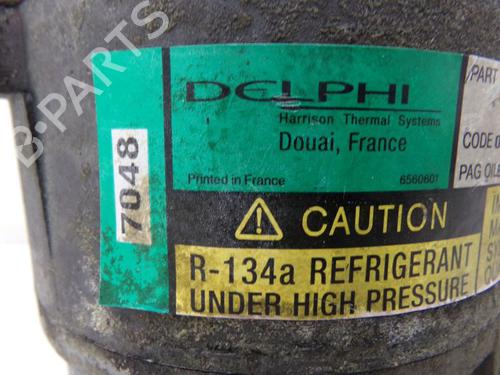 B-PARTS
DELPHI
Harrison Thermal Systems
Douai, France
Printed in France 6560601
7048
CAUTION
R-134a REFRIGERANT
UNDER HIGH PRESSURE
PART
CODE
PAG OIL